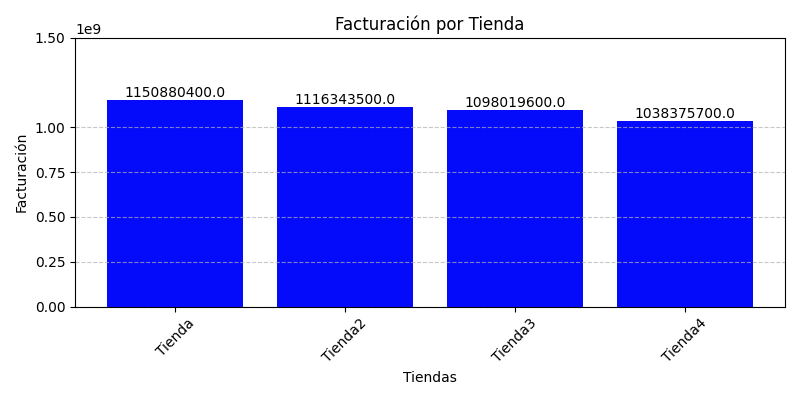 Facturación por Tienda
1e9
1.50
1.00
0.75
0.50
0.25
0.00
Facturación
1150880400.0
1116343500.0
1098019600.0
1038375700.0
Tienda
Tienda2
Tienda3
Tienda4
Tiendas